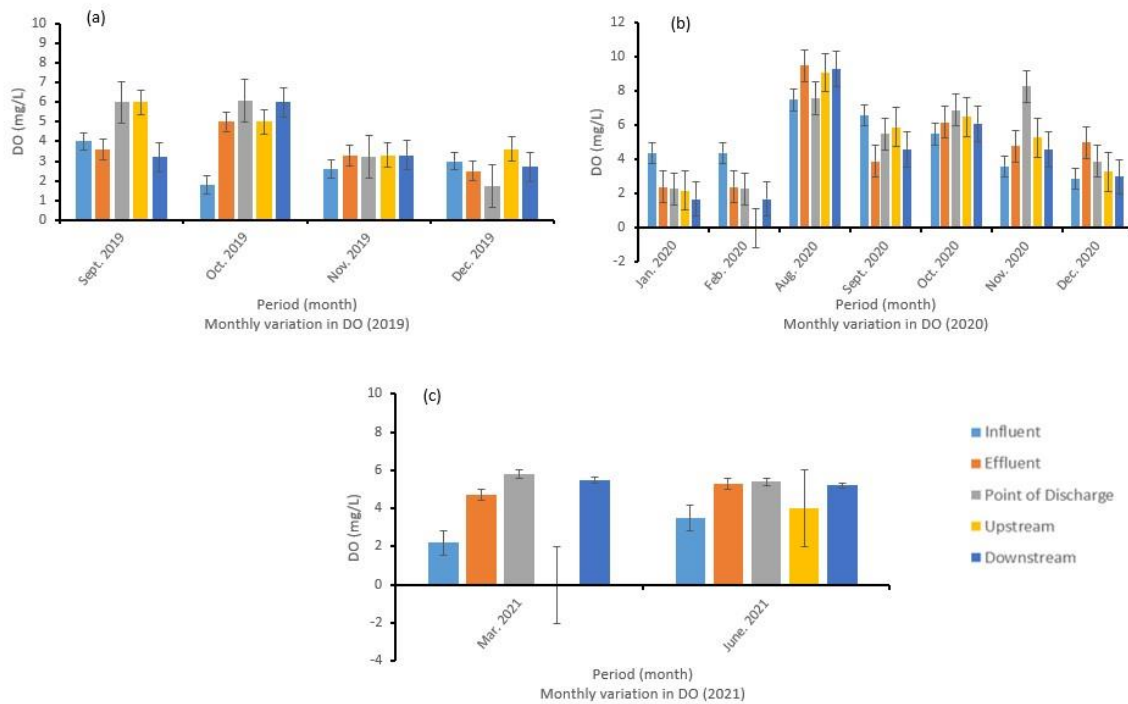 (a)
10
9
8
7
6
5
4
3
2
1
0
DO (mg/L)
Sept. 2019
Oct. 2019
Nov. 2019
Dec. 2019
Period (month)
Monthly variation in DO (2019)
(b)
12
10
8
6
4
2
0
-2
DO (mg/L)
Jan. 2020
Feb. 2020
Aug. 2020
Sept. 2020
Oct. 2020
Nov. 2020
Dec. 2020
Period (month)
Monthly variation in DO (2020)
(c)
10
8
6
4
2
0
-2
-4
DO (mg/L)
Mar. 2021
June. 2021
Period (month)
Monthly variation in DO (2021)
Influent
Effluent
Point of Discharge
Upstream
Downstream